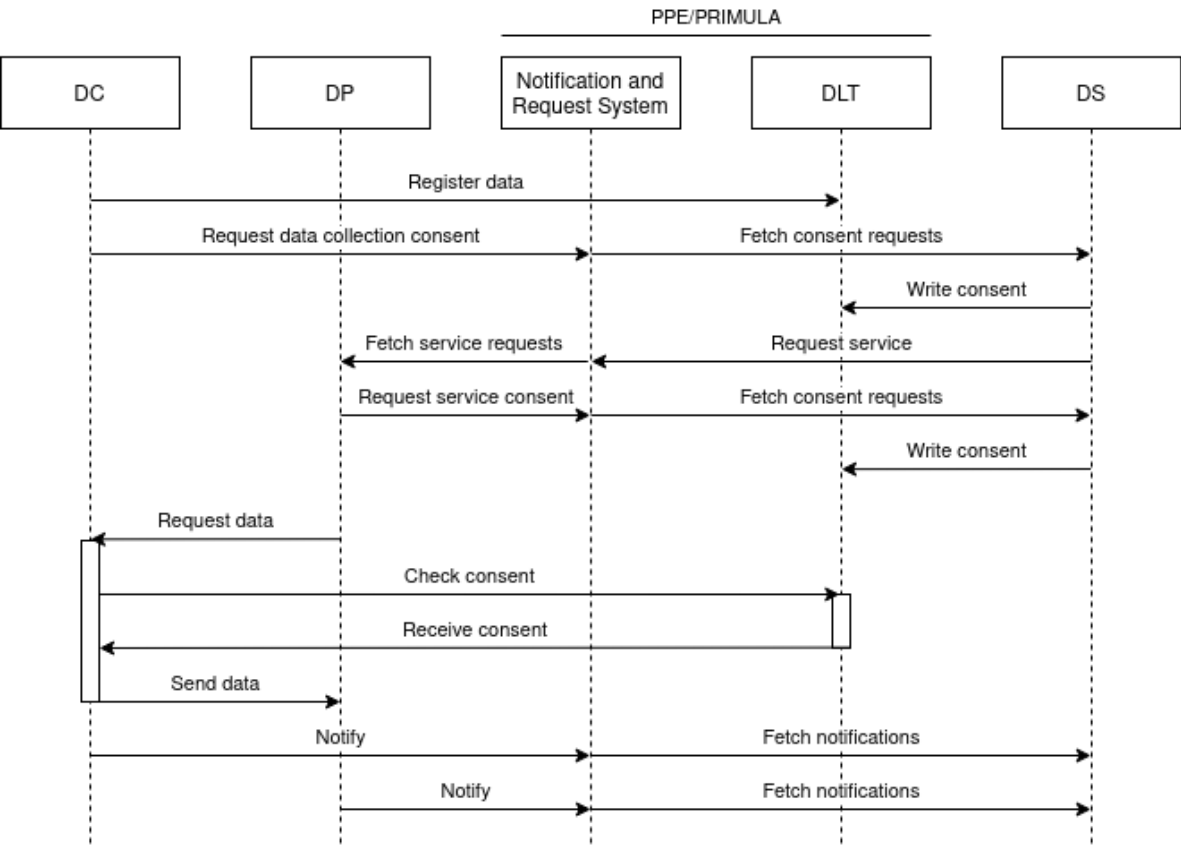 PPE/PRIMULA
DC
DP
Notification and
Request System
DLT
DS
Register data
Request data collection consent
Fetch consent requests
Write consent
Fetch service requests
Request service
Request service consent
Fetch consent requests
Write consent
Request data
Check consent
Receive consent
Send data
Notify
Fetch notifications
Notify
Fetch notifications